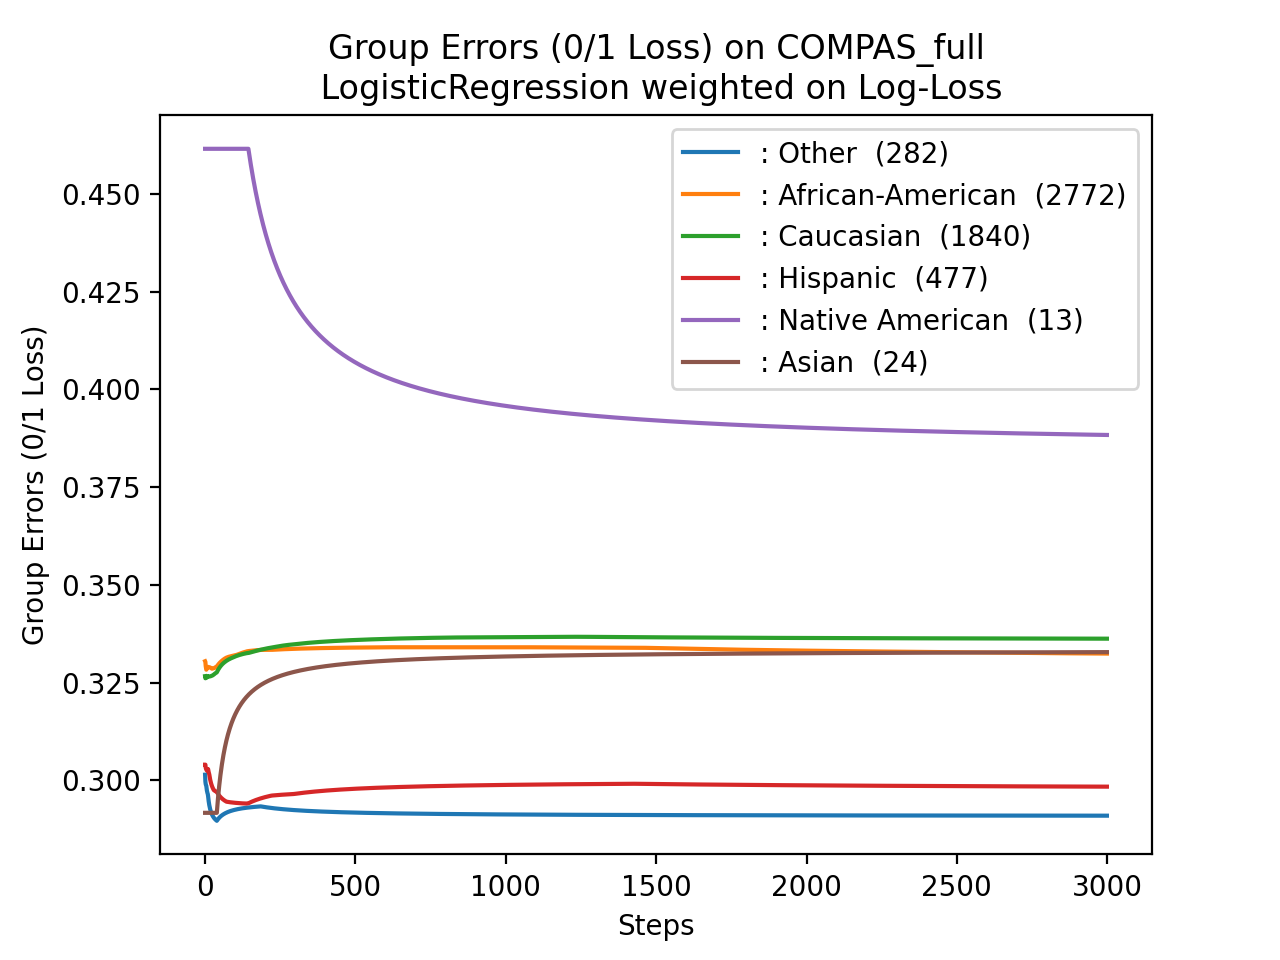 Group Errors (0/1 Loss) on COMPAS_full
LogisticRegression weighted on Log-Loss
Group Errors (0/1 Loss)
0.450
0.425
0.400
0.375
0.350
0.325
0.300
: Other (282)
: African-American (2772)
: Caucasian (1840)
: Hispanic (477)
: Native American (13)
: Asian (24)
0 500 1000 1500 2000 2500 3000
Steps